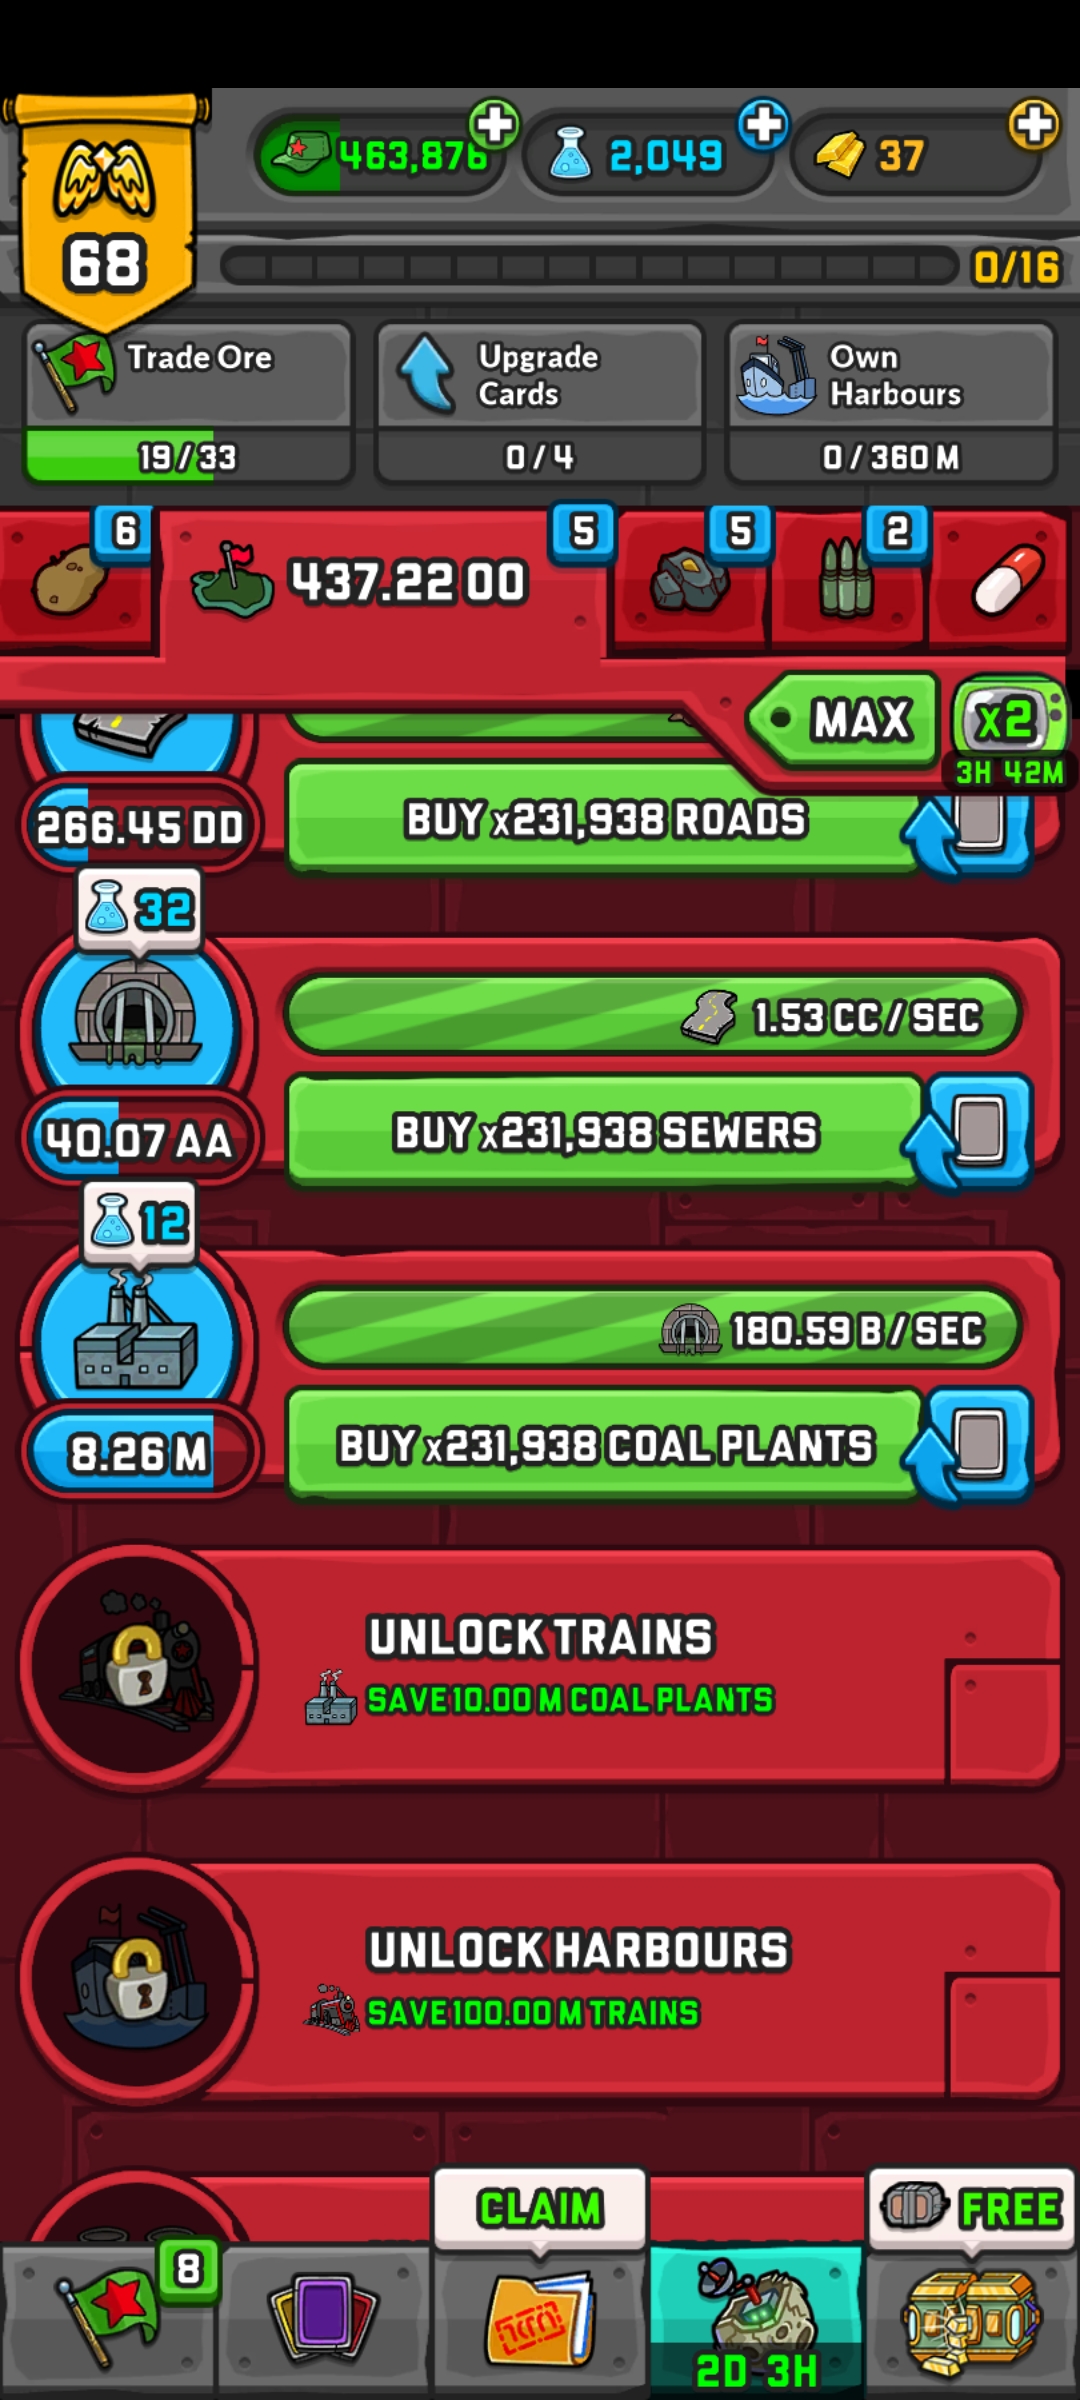 463,876
2,049
37
68
0/16
Trade Ore
19/33
Upgrade
Cards
0/4
Own
Harbours
0/360 M
6
437.22 OO
5
5
2
MAX
x2
3H 42M
266.45 DD
BUY x231,938 ROADS
32
1.53 CC / SEC
40.07 AA
BUY x231,938 SEWERS
12
180.59 B / SEC
8.26 M
BUY x231,938 COAL PLANTS
UNLOCK TRAINS
SAVE 10.00 M COAL PLANTS
UNLOCK HARBOURS
SAVE 100.00 M TRAINS
CLAIM
FREE
8
2D 3H